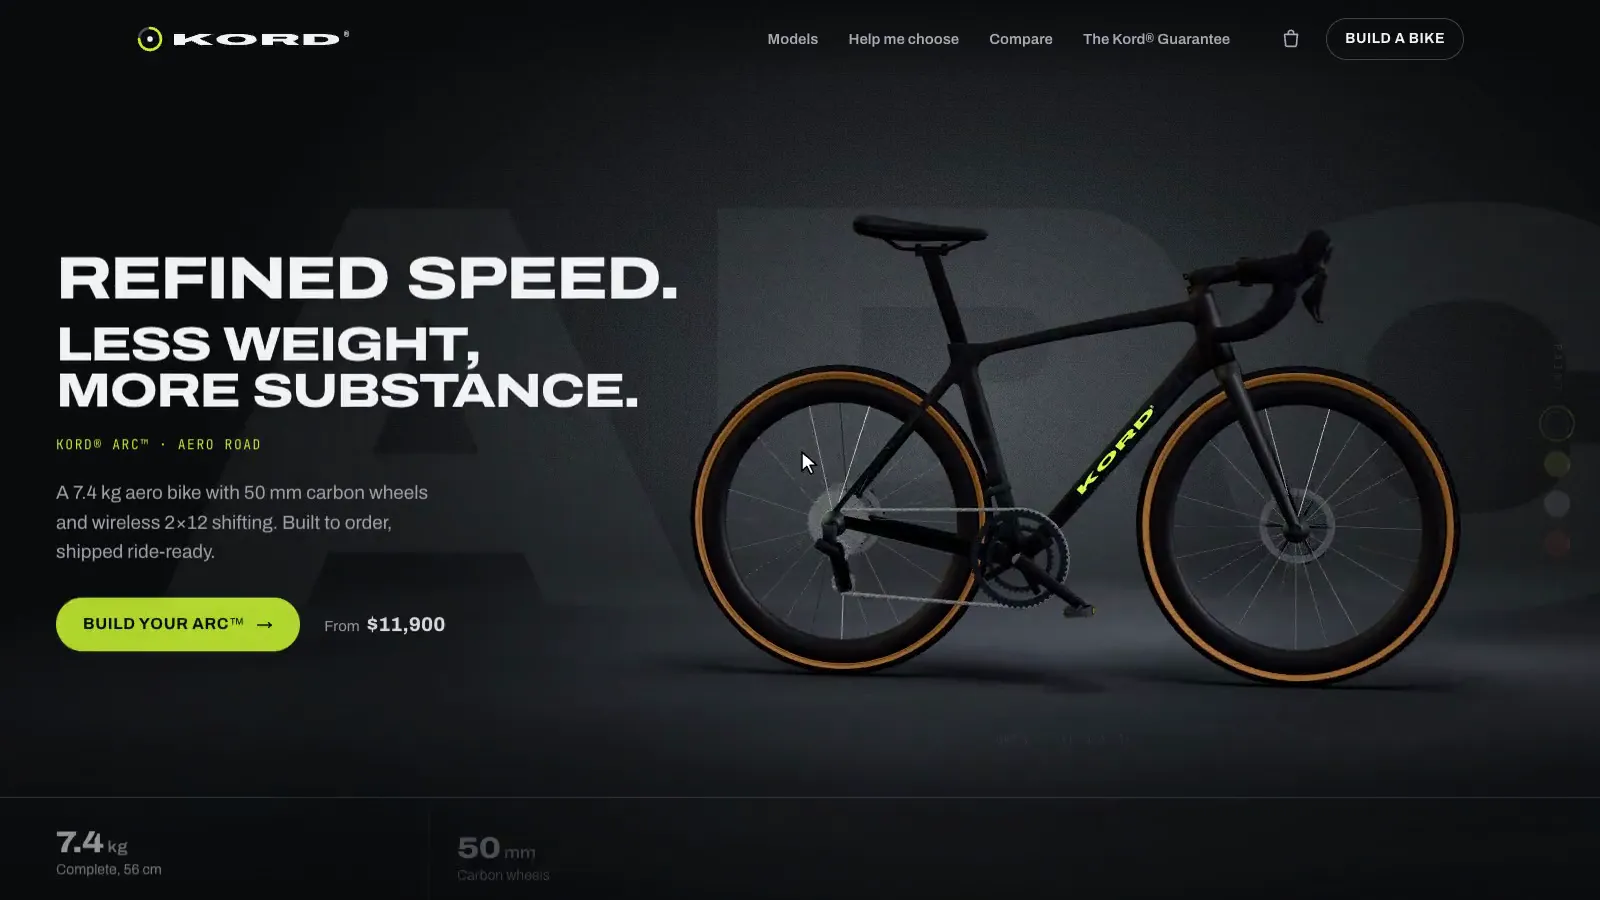 KORD®
Models
Help me choose
Compare
The Kord® Guarantee
BUILD A BIKE
ARC
REFINED SPEED.
LESS WEIGHT,
MORE SUBSTANCE.
KORD® ARC™ · AERO ROAD
A 7.4 kg aero bike with 50 mm carbon wheels
and wireless 2×12 shifting. Built to order,
shipped ride-ready.
BUILD YOUR ARC™ →
From $11,900
KORD
7.4 kg
Complete, 56 cm
50 mm
Carbon wheels